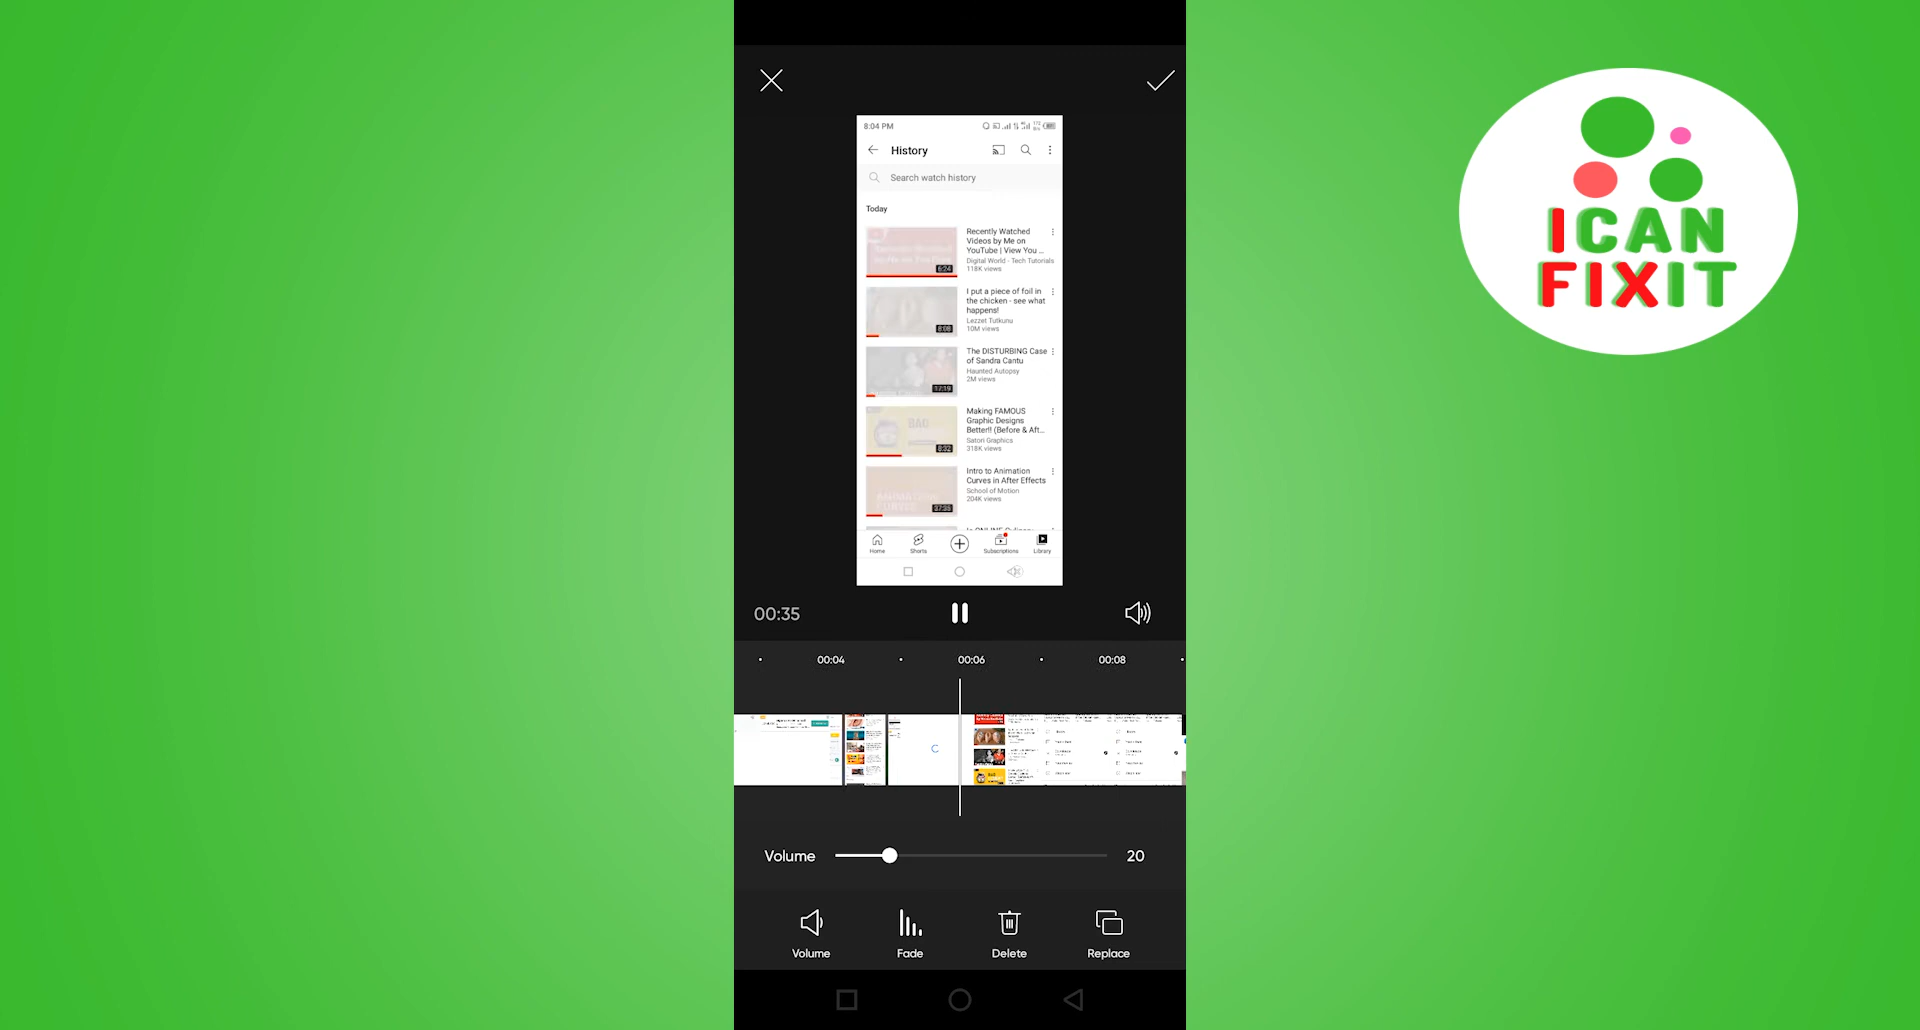 ICAN
FIXIT
8:04 PM
History
Search watch history
Today
Recently Watched
Videos by Me on
YouTube | View You ...
Digital World - Tech Tutorials
118K views
6:24
I put a piece of foil in
the chicken - see what
happens!
Lezzet Tutkunu
10M views
8:08
The DISTURBING Case
of Sandra Cantu
Haunted Autopsy
2M views
17:19
Making FAMOUS
Graphic Designs
Better!! (Before & Aft...
Satori Graphics
318K views
BAD
8:32
Intro to Animation
Curves in After Effects
School of Motion
204K views
Home
Shorts
Subscriptions
Library
00:35
00:04
00:06
00:08
Volume
20
Volume
Fade
Delete
Replace